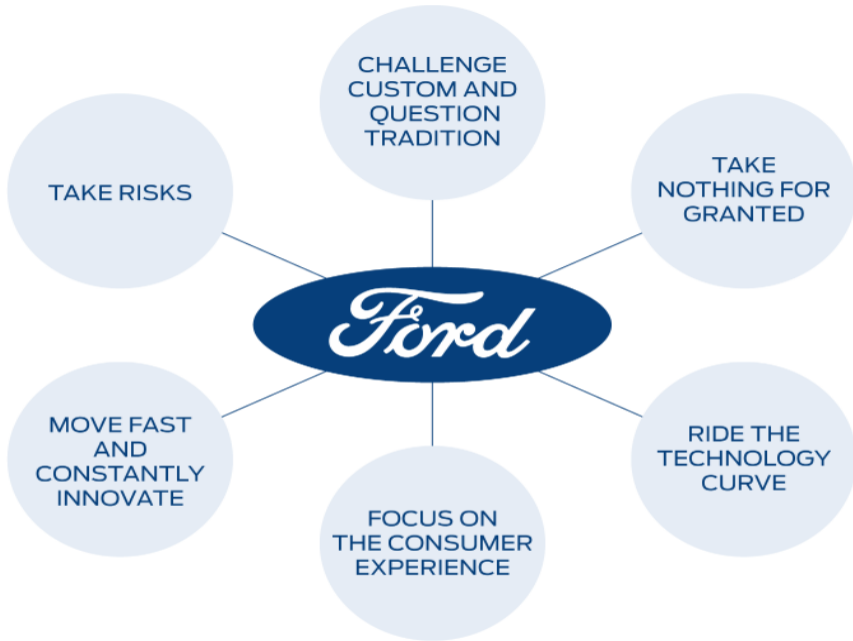 CHALLENGE
CUSTOM AND
QUESTION
TRADITION
TAKE RISKS
TAKE
NOTHING FOR
GRANTED
Ford
MOVE FAST
AND
CONSTANTLY
INNOVATE
RIDE THE
TECHNOLOGY
CURVE
FOCUS ON
THE CONSUMER
EXPERIENCE